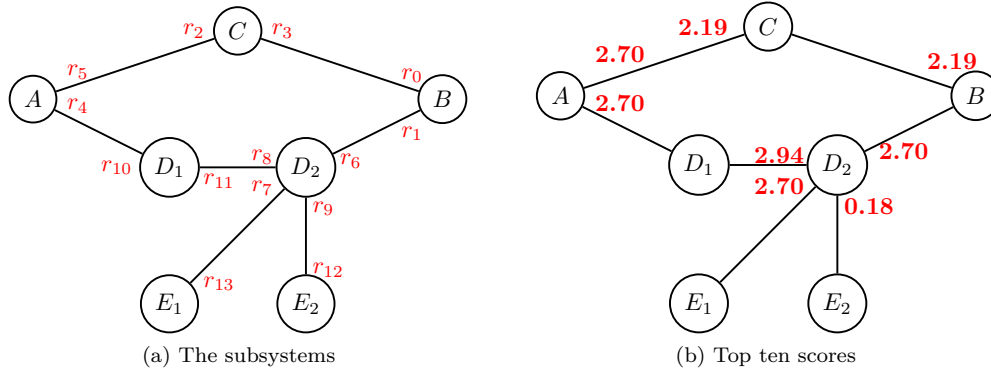 r2 C r3
r5 r0
A B
r4 r1
r10 D1 r11 r8 D2 r6
r7 r9
r13 r12
E1 E2
(a) The subsystems
2.19 C
2.70 2.19
A B
2.70
D1 2.94 D2 2.70
2.70 0.18
E1 E2
(b) Top ten scores